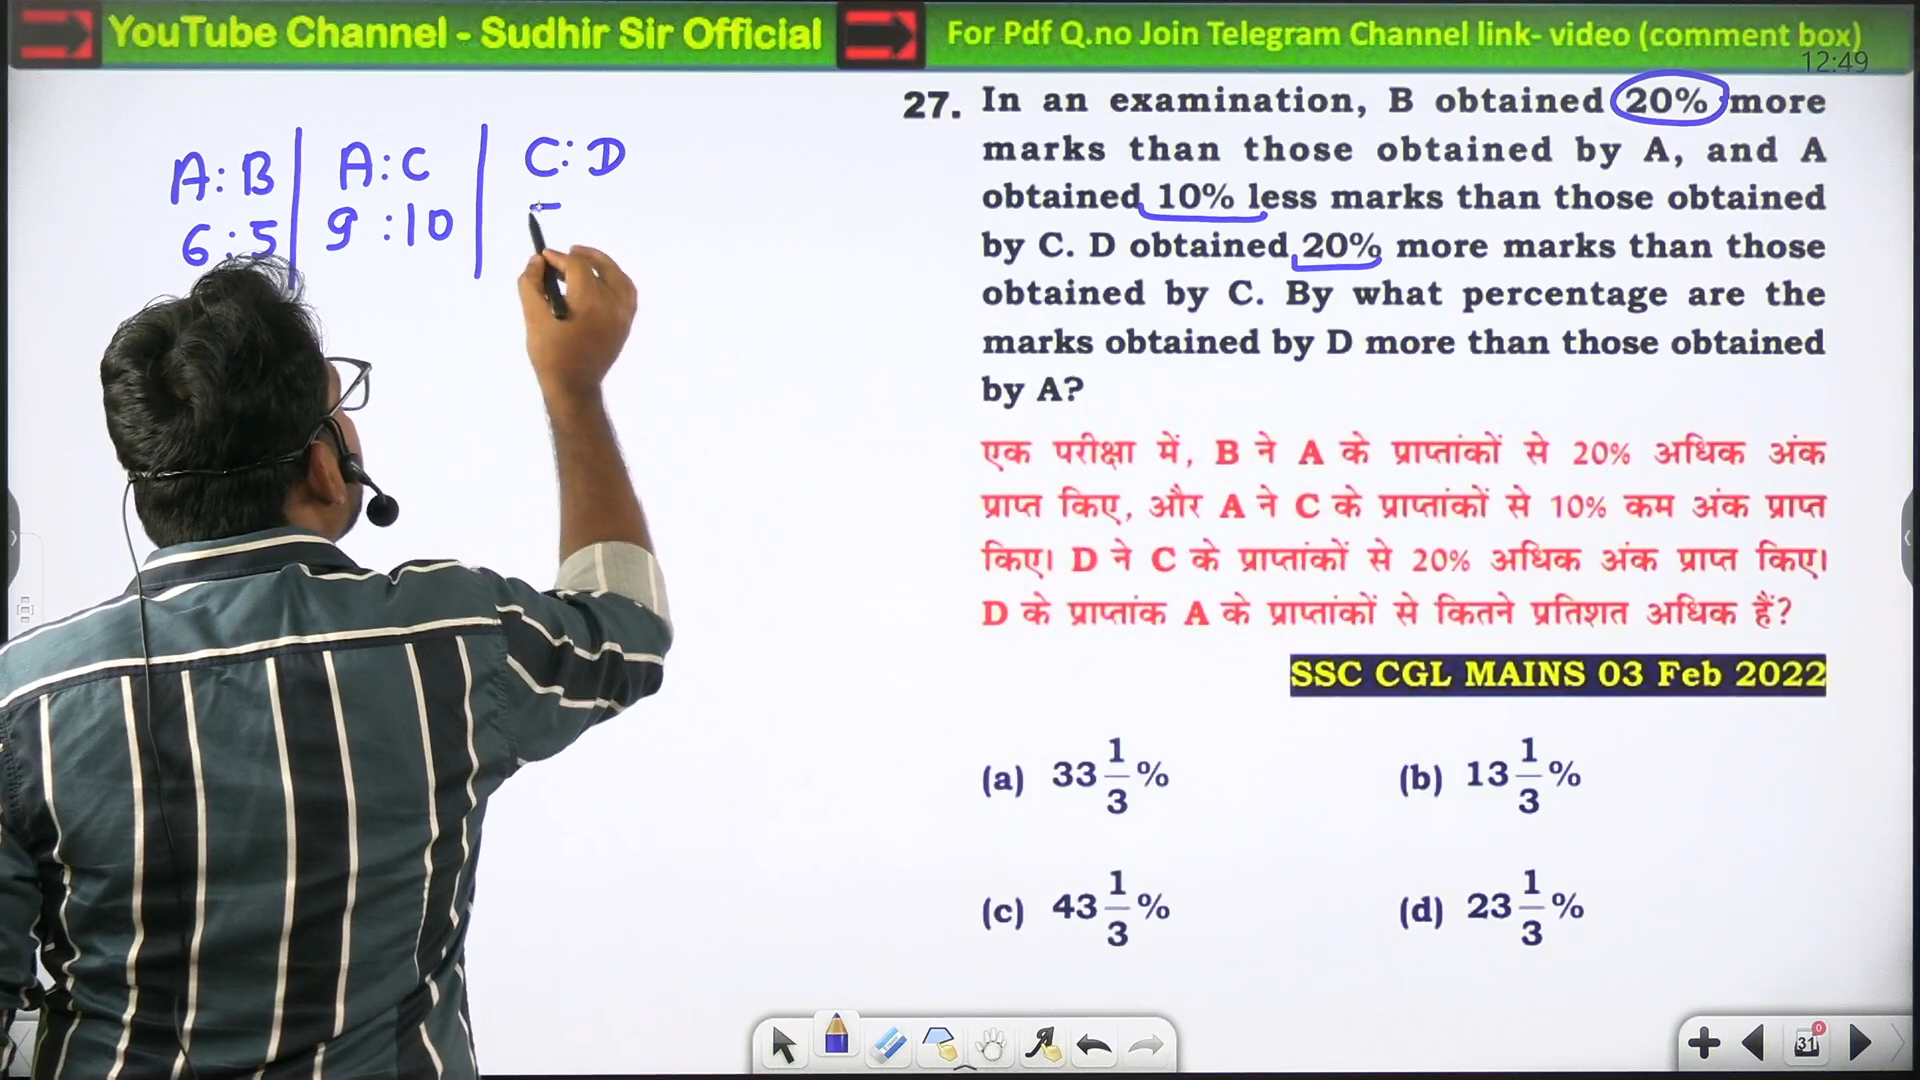 YouTube Channel - Sudhir Sir Official
For Pdf Q.no Join Telegram Channel link- video (comment box)
12:49
A:B
6:5
A:C
9:10
C:D
27. In an examination, B obtained 20% more
marks than those obtained by A, and A
obtained 10% less marks than those obtained
by C. D obtained 20% more marks than those
obtained by C. By what percentage are the
marks obtained by D more than those obtained
by A?
एक परीक्षा में, B ने A के प्राप्तांकों से 20% अधिक अंक
प्राप्त किए, और A ने C के प्राप्तांकों से 10% कम अंक प्राप्त
किए। D ने C के प्राप्तांकों से 20% अधिक अंक प्राप्त किए।
D के प्राप्तांक A के प्राप्तांकों से कितने प्रतिशत अधिक हैं?
SSC CGL MAINS 03 Feb 2022
(a) 33 1/3 % (b) 13 1/3 %
(c) 43 1/3 % (d) 23 1/3 %
31
0